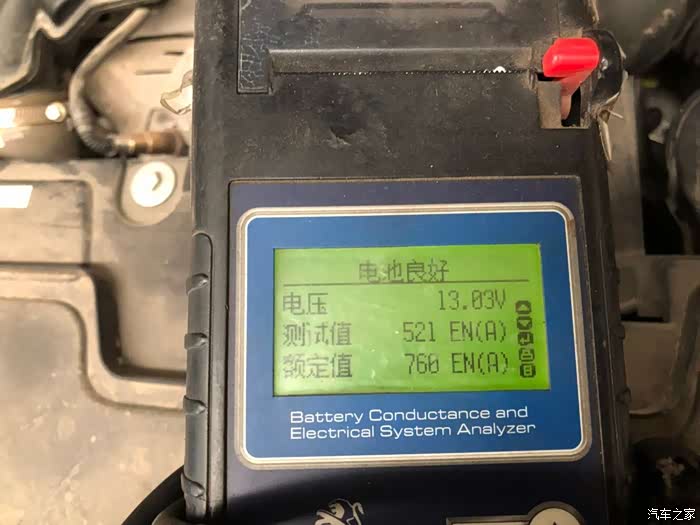 电池良好
电压 13.03V
测试值 521 EN(A)
额定值 760 EN(A)
Battery Conductance and
Electrical System Analyzer
汽车之家